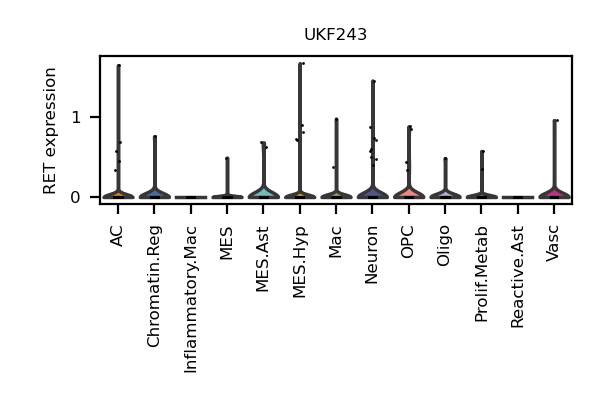 UKF243
RET expression
1
0
AC
Chromatin.Reg
Inflammatory.Mac
MES
MES.Ast
MES.Hyp
Mac
Neuron
OPC
Oligo
Prolif.Metab
Reactive.Ast
Vasc